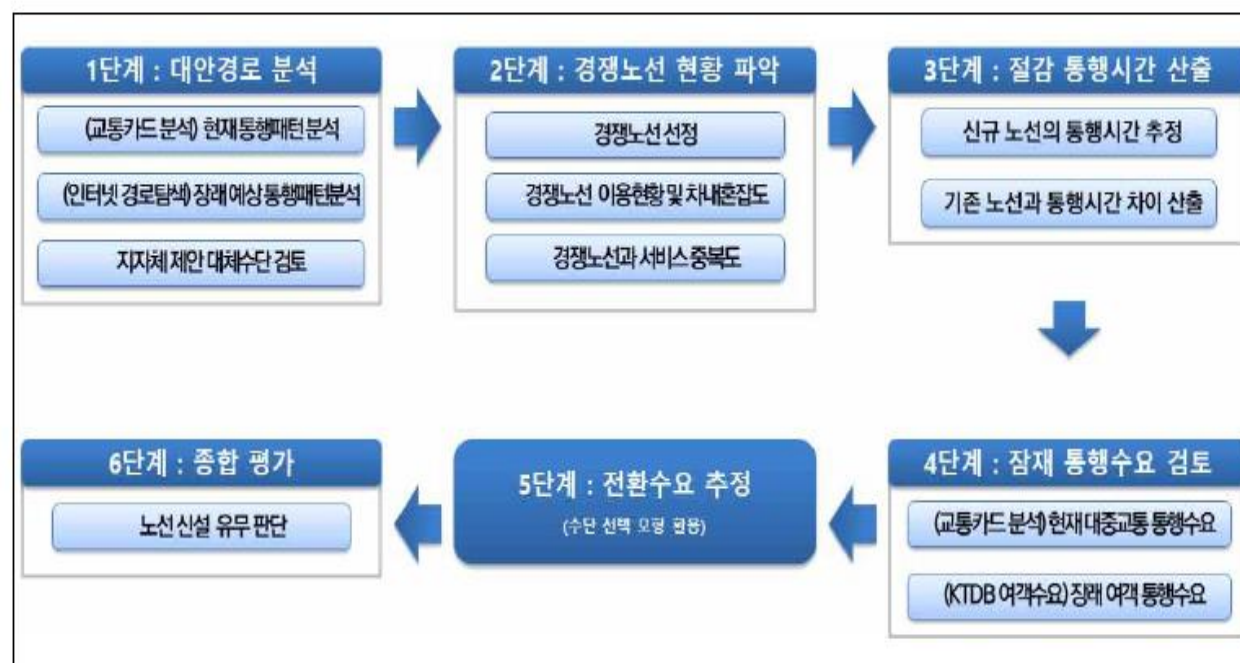 1단계 : 대안경로 분석
(교통카드 분석) 현재 통행패턴 분석
(인터넷 경로탐색) 장래 예상 통행패턴분석
지자체 제안 대체수단 검토
2단계 : 경쟁노선 현황 파악
경쟁노선 선정
경쟁노선 이용현황 및 차내혼잡도
경쟁노선과 서비스 중복도
3단계 : 절감 통행시간 산출
신규 노선의 통행시간 추정
기존 노선과 통행시간 차이 산출
4단계 : 잠재 통행수요 검토
(교통카드 분석) 현재 대중교통 통행수요
(KTDB 여객수요) 장래 여객 통행수요
5단계 : 전환수요 추정
(수단 선택 모형 활용)
6단계 : 종합 평가
노선 신설 유무 판단